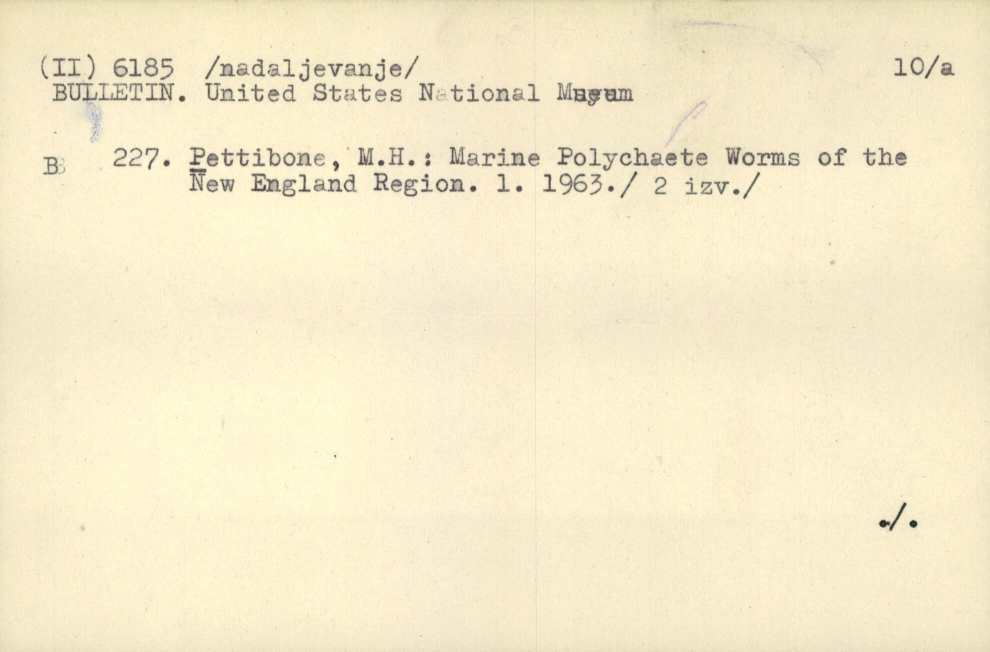 (II) 6185 /nadaljevanje/ 10/a
BULLETIN. United States National Museum
B 227. Pettibone, M.H.: Marine Polychaete Worms of the
New England Region. 1. 1963./ 2 izv./
./.